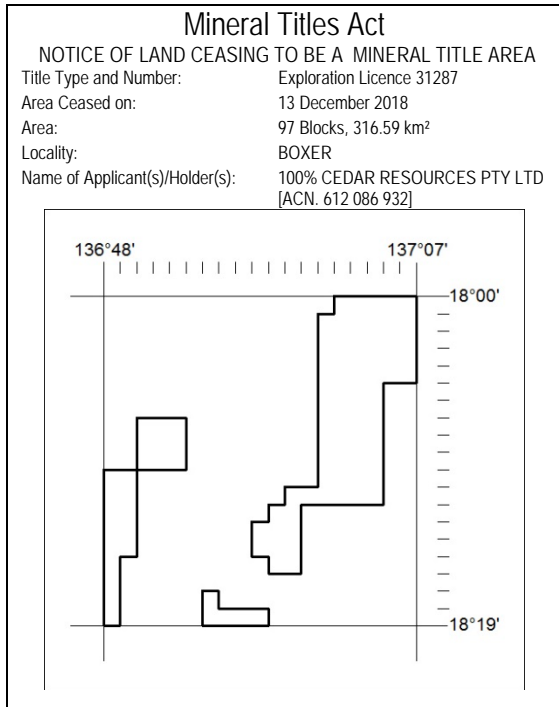 Mineral Titles Act
NOTICE OF LAND CEASING TO BE A MINERAL TITLE AREA
Title Type and Number: Exploration Licence 31287
Area Ceased on: 13 December 2018
Area: 97 Blocks, 316.59 km²
Locality: BOXER
Name of Applicant(s)/Holder(s): 100% CEDAR RESOURCES PTY LTD
[ACN. 612 086 932]
136°48' 137°07'
18°00'
18°19'